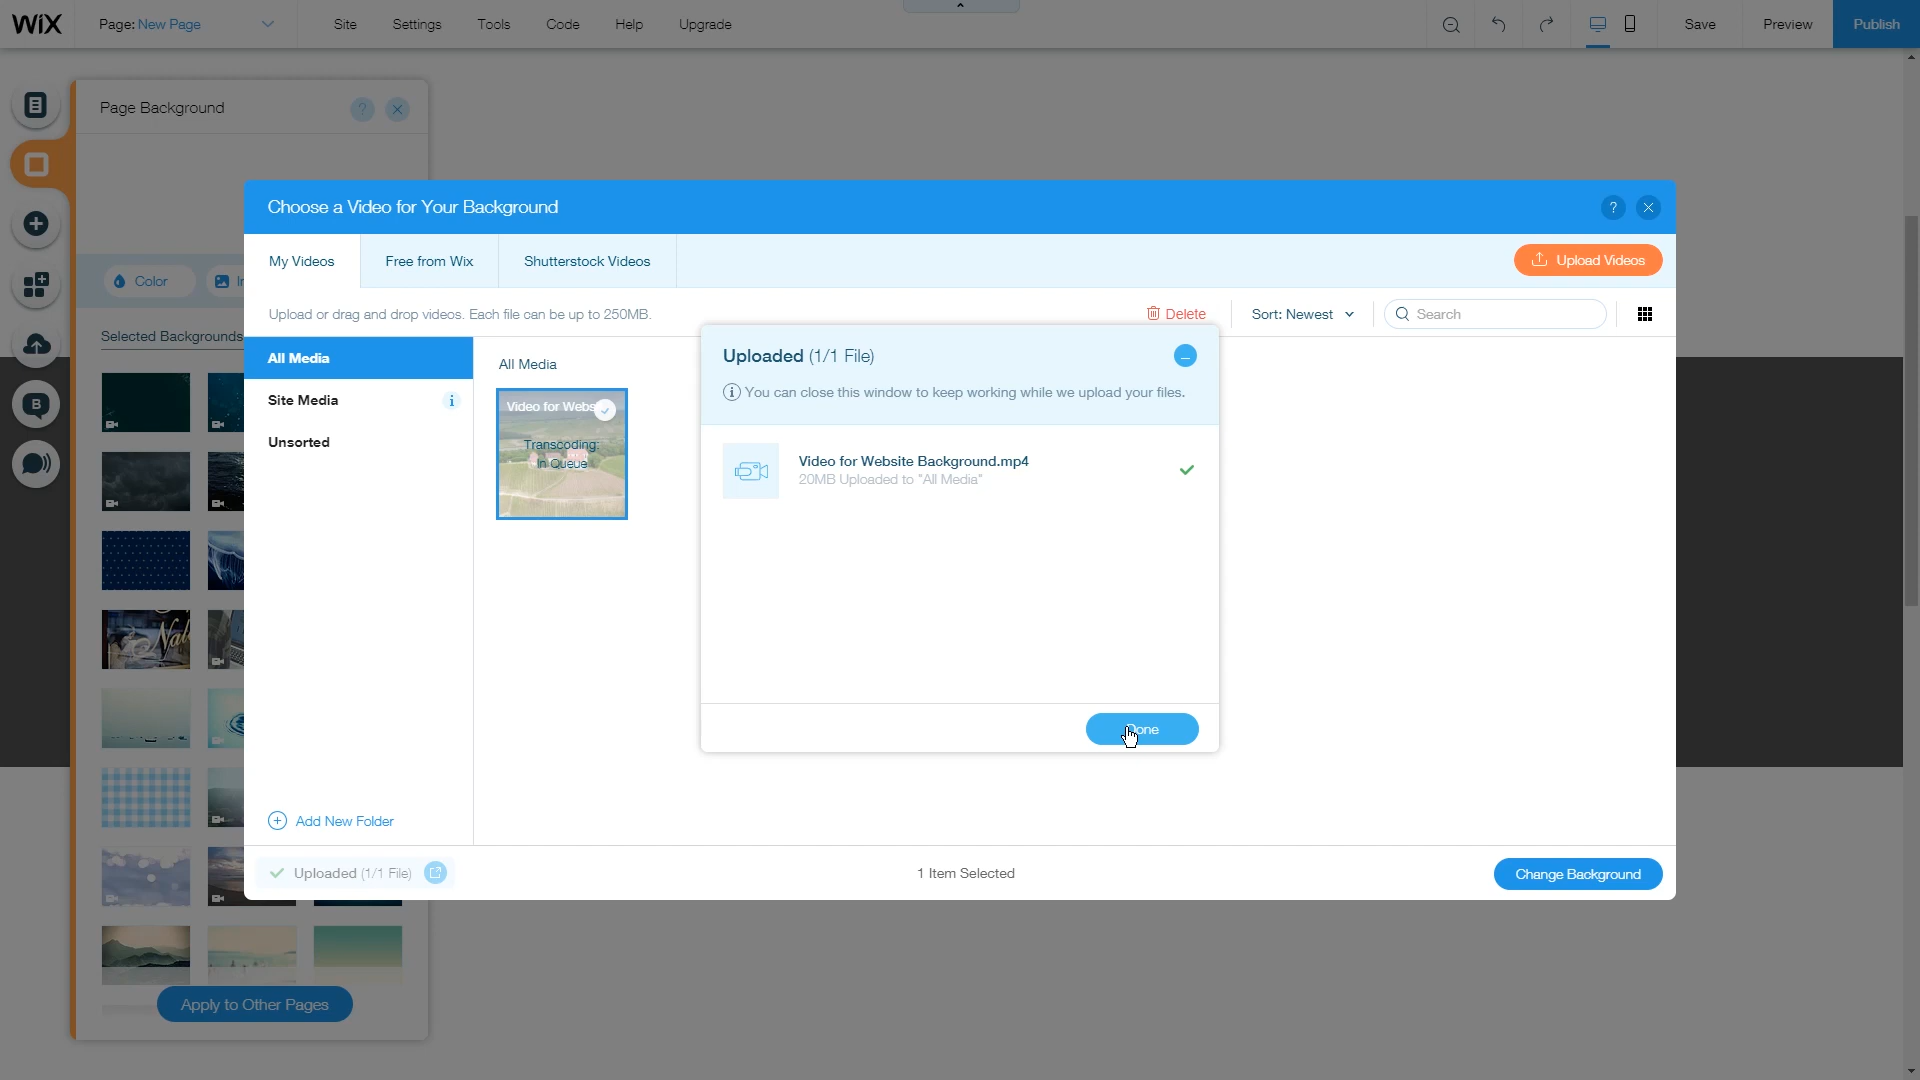 WiX
Page: New Page
Site
Settings
Tools
Code
Help
Upgrade
Save
Preview
Publish
Page Background
?
Choose a Video for Your Background
?
My Videos
Free from Wix
Shutterstock Videos
Upload Videos
Color
Upload or drag and drop videos. Each file can be up to 250MB.
Delete
Sort: Newest
Search
Selected Backgrounds
All Media
Site Media
i
Unsorted
All Media
Video for
Transcoding:
In Queue
Uploaded (1/1 File)
i You can close this window to keep working while we upload your files.
Video for Website Background.mp4
20MB Uploaded to "All Media"
Done
B
Add New Folder
Uploaded (1/1 File)
1 Item Selected
Change Background
Apply to Other Pages